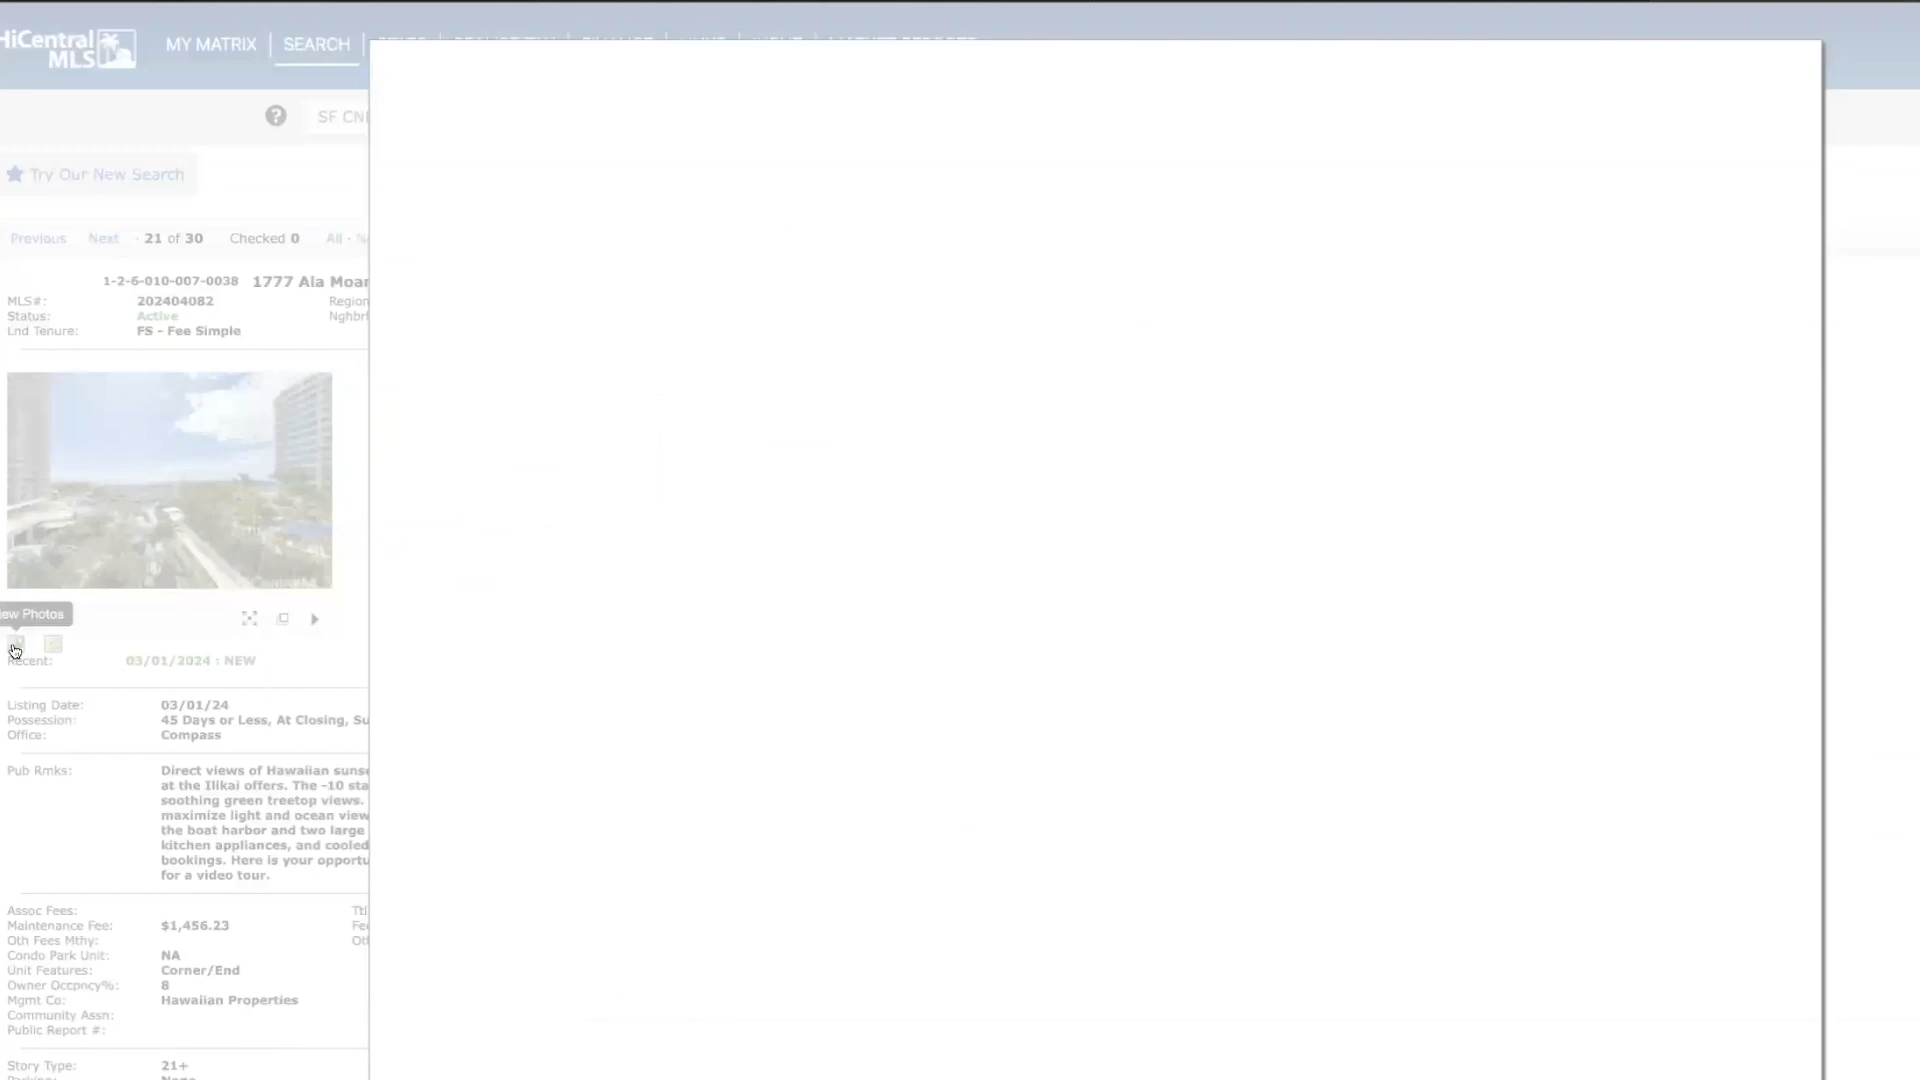 HiCentral MLS
MY MATRIX
SEARCH
SF CN
Try Our New Search
Previous Next · 21 of 30 Checked 0 All ·
1-2-6-010-007-0038 1777 Ala Moa
MLS#: 202404082 Region
Status: Active Nghbr
Lnd Tenure: FS - Fee Simple
ew Photos
Recent: 03/01/2024 : NEW
Listing Date: 03/01/24
Possession: 45 Days or Less, At Closing, Su
Office: Compass
Pub Rmks: Direct views of Hawaiian suns
at the Ilikai offers. The -10 sta
soothing green treetop views.
maximize light and ocean view
the boat harbor and two large
kitchen appliances, and cooled
bookings. Here is your opportu
for a video tour.
Assoc Fees: Ttl
Maintenance Fee: $1,456.23 Fe
Oth Fees Mthy: Ot
Condo Park Unit: NA
Unit Features: Corner/End
Owner Occpncy%: 8
Mgmt Co: Hawaiian Properties
Community Assn:
Public Report #:
Story Type: 21+